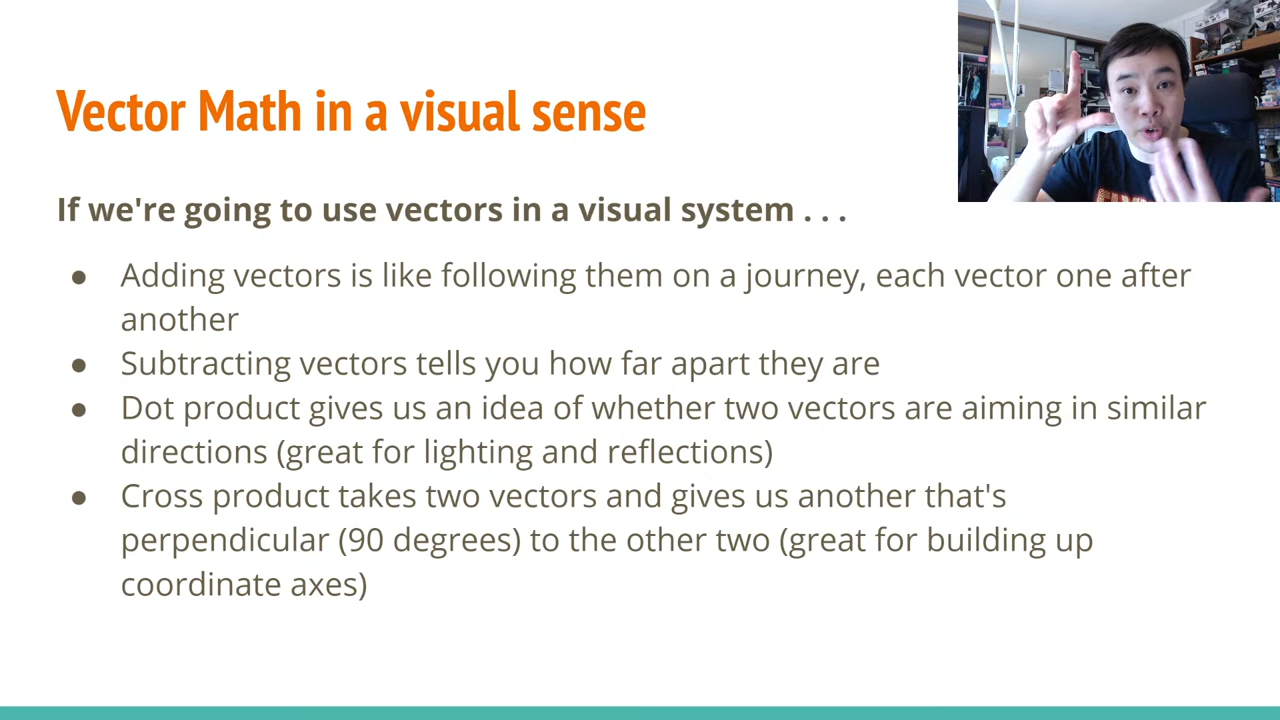 Vector Math in a visual sense
If we're going to use vectors in a visual system . . .
● Adding vectors is like following them on a journey, each vector one after
another
● Subtracting vectors tells you how far apart they are
● Dot product gives us an idea of whether two vectors are aiming in similar
directions (great for lighting and reflections)
● Cross product takes two vectors and gives us another that's
perpendicular (90 degrees) to the other two (great for building up
coordinate axes)